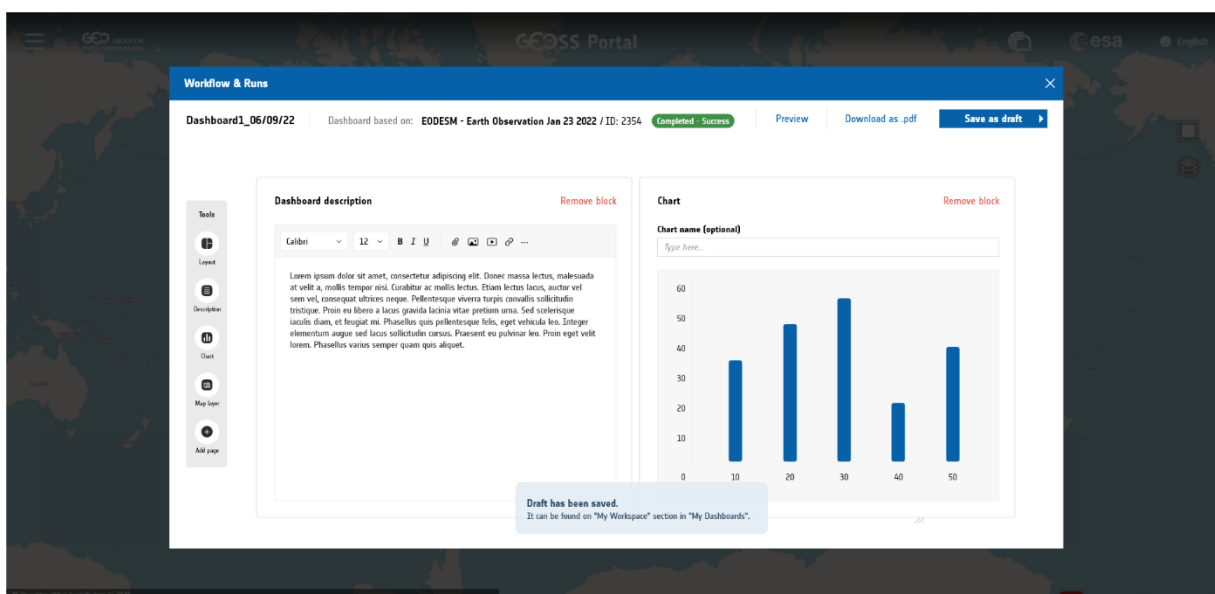 GEO
GEOSS Portal
esa
English
Workflow & Runs
Dashboard1_06/09/22
Dashboard based on: EODESM - Earth Observation Jan 23 2022 / ID: 2354
Completed - Success
Preview
Download as .pdf
Save as draft
Tools
Layout
Description
Chart
Map layer
Add page
Dashboard description
Remove block
Calibri
12
B I U
Lorem ipsum dolor sit amet, consectetur adipiscing elit. Donec massa lectus, malesuada
at velit a, mollis tempor nisi. Curabitur ac mollis lectus. Etiam lectus lacus, auctor vel
sem vel, consequat ultrices neque. Pellentesque viverra turpis convallis sollicitudin
tristique. Proin eu libero a lacus gravida lacinia vitae pretium urna. Sed scelerisque
iaculis diam, et feugiat mi. Phasellus quis pellentesque felis, eget vehicula leo. Integer
elementum augue sed lacus sollicitudin cursus. Praesent eu pulvinar leo. Proin eget velit
lorem. Phasellus varius semper quam quis aliquet.
Chart
Remove block
Chart name (optional)
Type here...
60
50
40
30
20
10
0 10 20 30 40 50
Draft has been saved.
It can be found on "My Workspace" section in "My Dashboards".